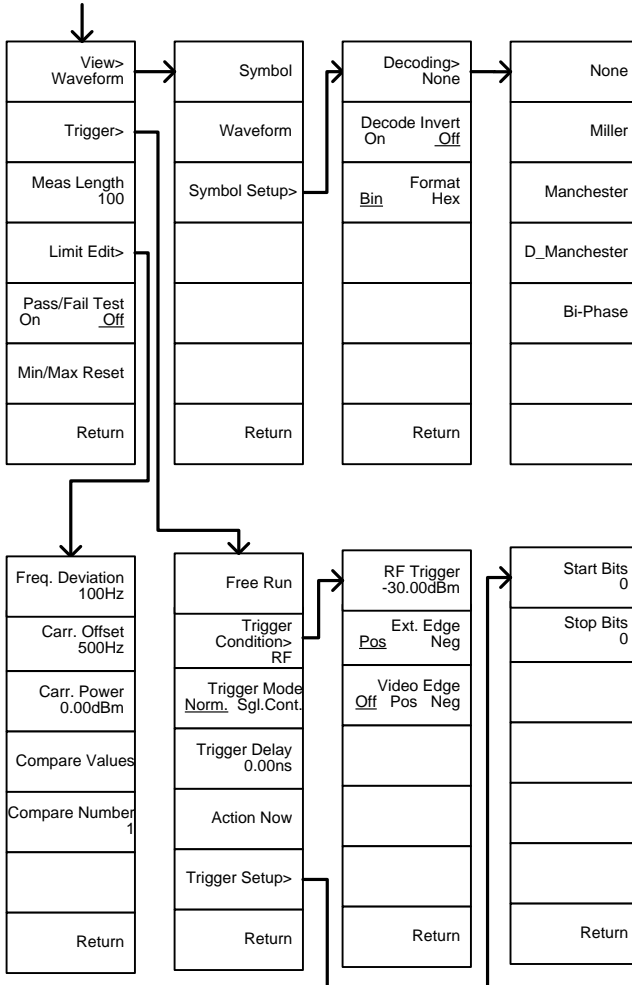 View>
Waveform
Trigger>
Meas Length
100
Limit Edit>
Pass/Fail Test
On Off
Min/Max Reset
Return
Symbol
Waveform
Symbol Setup>
Return
Decoding>
None
Decode Invert
On Off
Format
Bin Hex
Return
None
Miller
Manchester
D_Manchester
Bi-Phase
Freq. Deviation
100Hz
Carr. Offset
500Hz
Carr. Power
0.00dBm
Compare Values
Compare Number
1
Return
Free Run
Trigger
Condition>
RF
Trigger Mode
Norm. Sgl.Cont.
Trigger Delay
0.00ns
Action Now
Trigger Setup>
Return
RF Trigger
-30.00dBm
Ext. Edge
Pos Neg
Video Edge
Off Pos Neg
Return
Start Bits
0
Stop Bits
0
Return